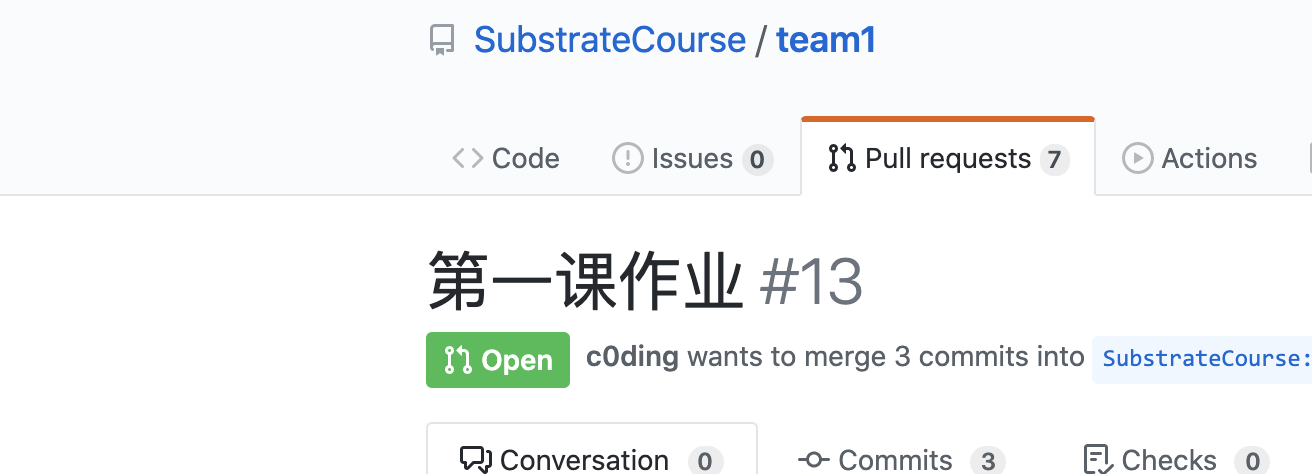 SubstrateCourse / team1
Code Issues 0 Pull requests 7 Actions
第一课作业 #13
Open c0ding wants to merge 3 commits into SubstrateCourse:
Conversation 0 Commits 3 Checks 0